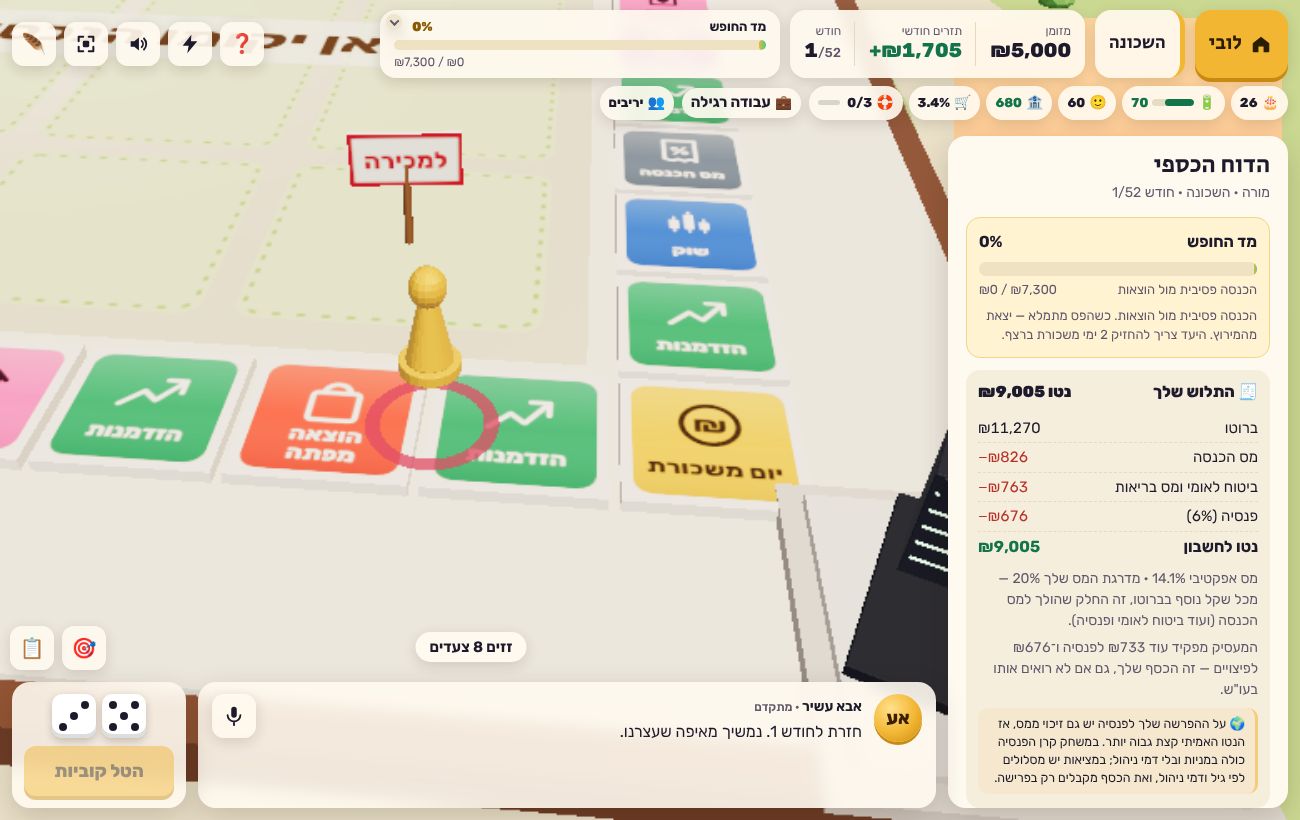 לובי
השכונה
מזומן
₪5,000
תזרים חודשי
+₪1,705
חודש
1/52
מד החופש
0%
₪7,300 / ₪0
26
70
60
680
3.4%
0/3
עבודה רגילה
יריבים
למכירה
מס הכנסה
שוק
הזדמנות
יום משכורת
הזדמנות
הוצאה
מפתה
הזדמנות
הדוח הכספי
מורה · השכונה · חודש 1/52
מד החופש
0%
הכנסה פסיבית מול הוצאות
₪0 / ₪7,300
הכנסה פסיבית מול הוצאות. כשהפס מתמלא – יצאת
מהמירוץ. היעד צריך להחזיק 2 ימי משכורת ברצף.
התלוש שלך
נטו ₪9,005
ברוטו
₪11,270
מס הכנסה
−₪826
ביטוח לאומי ומס בריאות
−₪763
פנסיה (6%)
−₪676
נטו לחשבון
₪9,005
מס אפקטיבי 14.1% · מדרגת המס שלך 20% –
מכל שקל נוסף בברוטו, זה החלק שהולך למס
הכנסה (ועוד ביטוח לאומי ופנסיה).
המעסיק מפקיד עוד ₪733 לפנסיה ו־₪676
לפיצויים – זה הכסף שלך, גם אם לא רואים אותו
בעו"ש.
על ההפרשה שלך לפנסיה יש גם זיכוי ממס, אז
הנטו האמיתי קצת גבוה יותר. במשחק קרן הפנסיה
כולה במניות ובלי דמי ניהול; במציאות יש מסלולים
לפי גיל ודמי ניהול, ואת הכסף מקבלים רק בפרישה.
זזים 8 צעדים
אע
אבא עשיר · מתקדם
חזרת לחודש 1. נמשיך מאיפה שעצרנו.
הטל קוביות